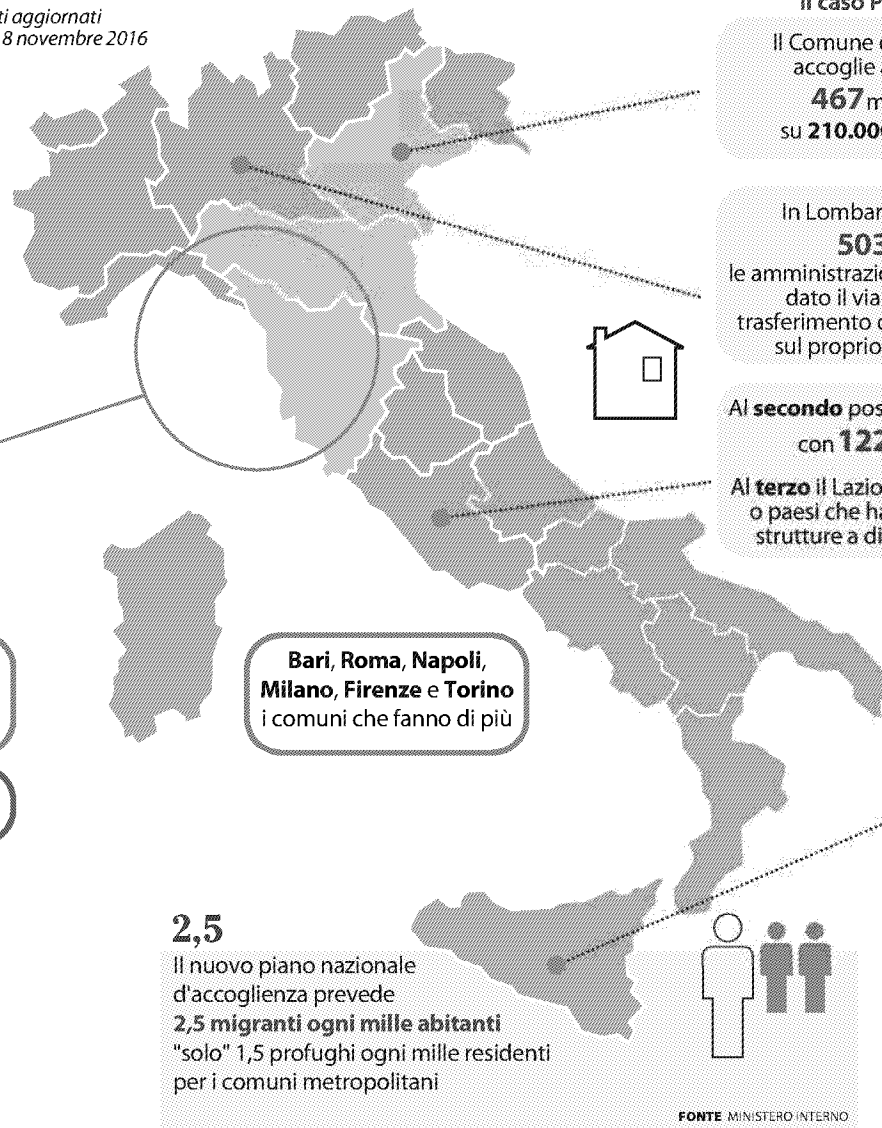 ti aggiornati
8 novembre 2016
Il caso P
Il Comune
accoglie
467 m
su 210.00
In Lombar
503
le amministrazio
dato il via
trasferimento
sul proprio
Al secondo pos
con 122
Al terzo il Lazio
o paesi che ha
strutture a di
Bari, Roma, Napoli,
Milano, Firenze e Torino
i comuni che fanno di più
2,5
Il nuovo piano nazionale
d'accoglienza prevede
2,5 migranti ogni mille abitanti
"solo" 1,5 profughi ogni mille residenti
per i comuni metropolitani
FONTE MINISTERO INTERNO